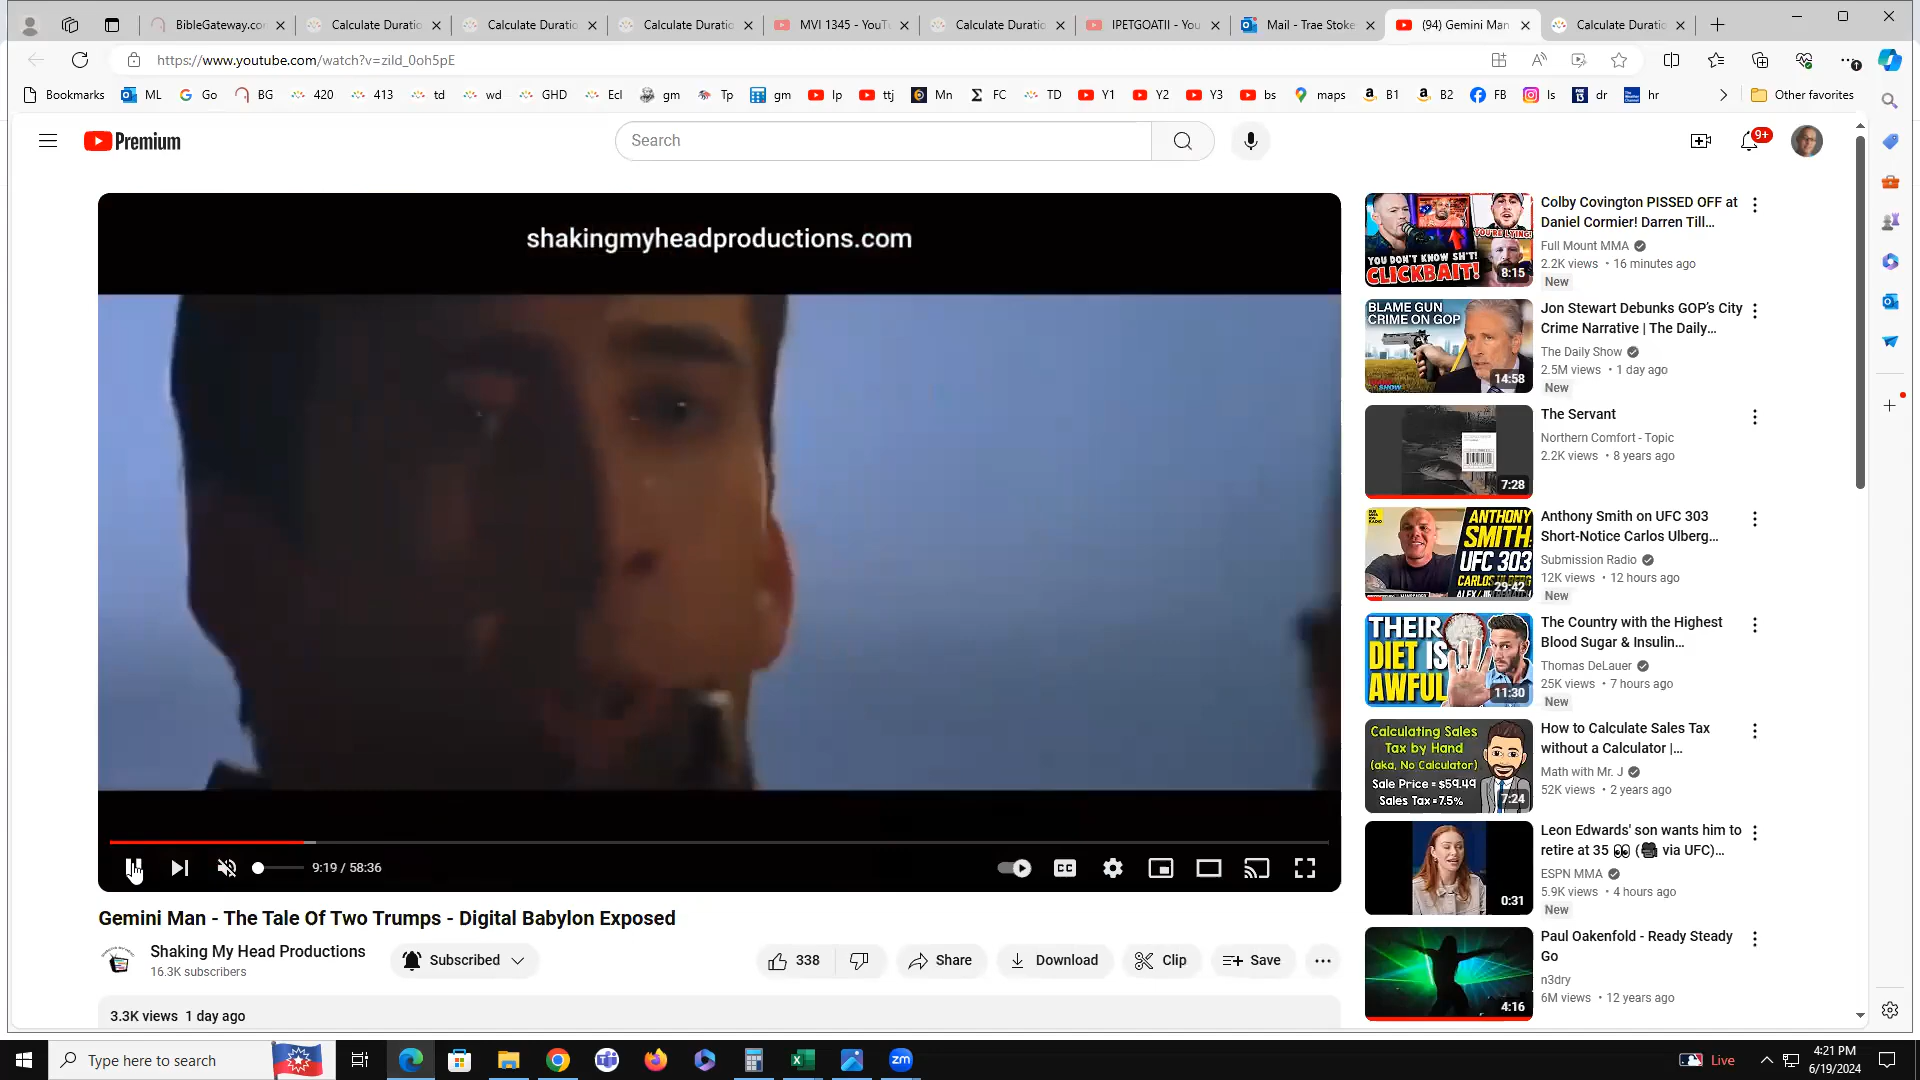 BibleGateway.co
Calculate Duratio
Calculate Duratio
Calculate Duratio
MVI 1345 - YouTu
Calculate Duratio
IPETGOATII - You
Mail - Trae Stoke
(94) Gemini Man
Calculate Duratio
https://www.youtube.com/watch?v=zild_0oh5pE
Bookmarks ML Go BG 420 413 td wd GHD Ecl gm Tp gm Ip ttj Mn FC TD Y1 Y2 Y3 bs maps B1 B2 FB Is dr hr Other favorites
Premium
Search
9+
shakingmyheadproductions.com
9:19 / 58:36
Gemini Man - The Tale Of Two Trumps - Digital Babylon Exposed
Shaking My Head Productions
16.3K subscribers
Subscribed
338
Share
Download
Clip
Save
3.3K views 1 day ago
YOU'RE LYING!
YOU DON'T KNOW SH*T!
CLICKBAIT!
8:15
Colby Covington PISSED OFF at
Daniel Cormier! Darren Till…
Full Mount MMA
2.2K views • 16 minutes ago
New
BLAME GUN
CRIME ON GOP
14:58
Jon Stewart Debunks GOP's City
Crime Narrative | The Daily…
The Daily Show
2.5M views • 1 day ago
New
7:28
The Servant
Northern Comfort - Topic
2.2K views • 8 years ago
ANTHONY
SMITH
UFC 303
29:42
Anthony Smith on UFC 303
Short-Notice Carlos Ulberg…
Submission Radio
12K views • 12 hours ago
New
THEIR
DIET IS
AWFUL
11:30
The Country with the Highest
Blood Sugar & Insulin…
Thomas DeLauer
25K views • 7 hours ago
New
Calculating Sales
Tax by Hand
(aka, No Calculator)
Sale Price = $59.49
Sales Tax = 7.5%
7:24
How to Calculate Sales Tax
without a Calculator |…
Math with Mr. J
52K views • 2 years ago
0:31
Leon Edwards' son wants him to
retire at 35 👀 (🎥 via UFC)…
ESPN MMA
5.9K views • 4 hours ago
New
4:16
Paul Oakenfold - Ready Steady
Go
n3dry
6M views • 12 years ago
Type here to search
Live
4:21 PM
6/19/2024